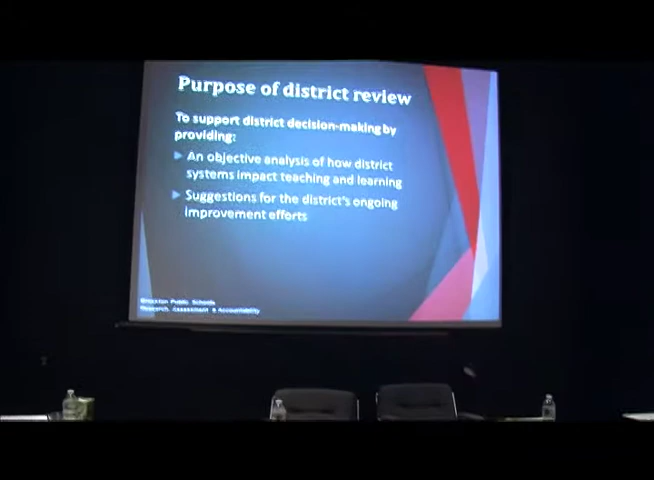 Purpose of district review
To support district decision-making by
providing:
An objective analysis of how district
systems impact teaching and learning
Suggestions for the district's ongoing
improvement efforts
Brockton Public Schools
Research, Assessment & Accountability